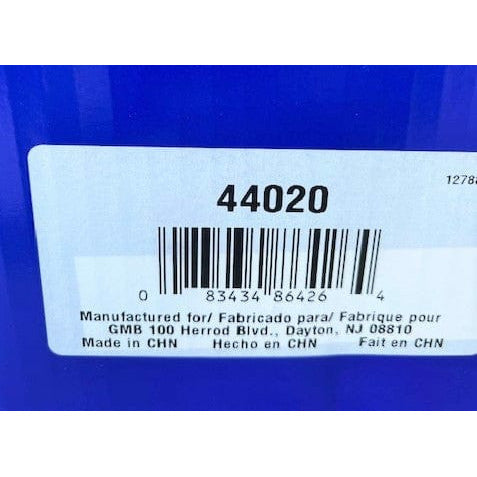 44020
0 83434 86426 4
Manufactured for/ Fabricado para/ Fabrique pour
GMB 100 Herrod Blvd., Dayton, NJ 08810
Made in CHN Hecho en CHN Fait en CHN